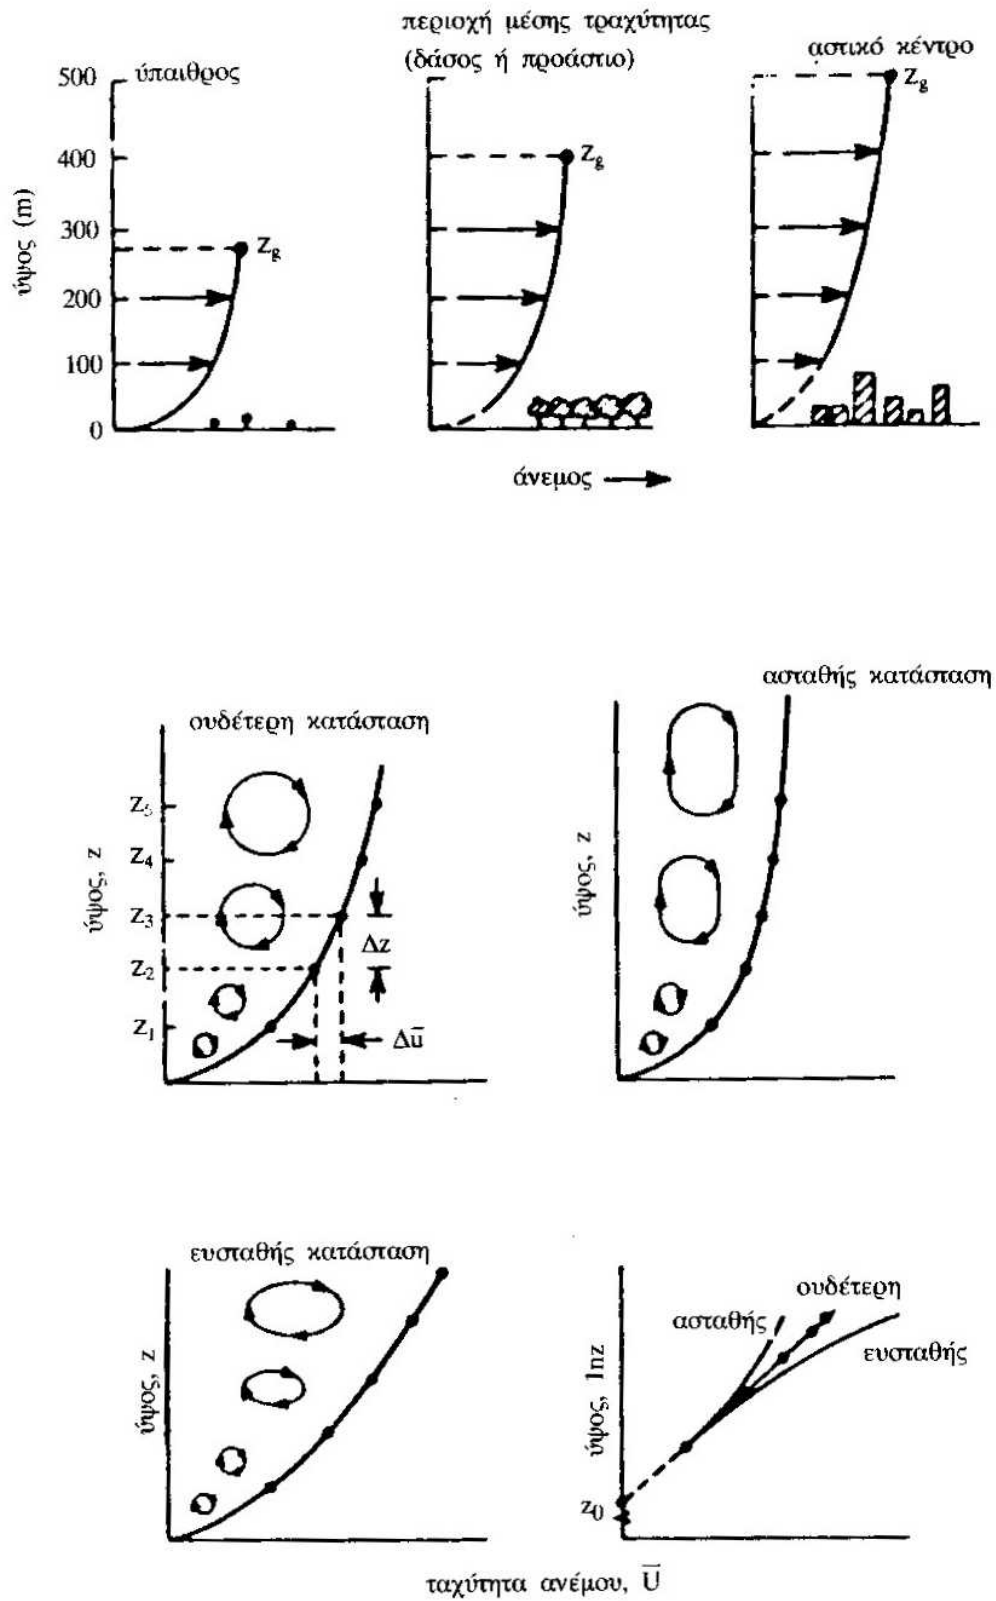 περιοχή μέσης τραχύτητας
(δάσος ή προάστιο)
ύπαιθρος
αστικό κέντρο
ύψος (m)
500
400
300
200
100
0
Zg
Zg
Zg
άνεμος
ουδέτερη κατάσταση
ύψος, z
Z5
Z4
Z3
Z2
Z1
Δz
Δū
ασταθής κατάσταση
ύψος, z
ευσταθής κατάσταση
ύψος, z
ουδέτερη
ασταθής
ευσταθής
ύψος, lnz
z0
ταχύτητα ανέμου, U̅